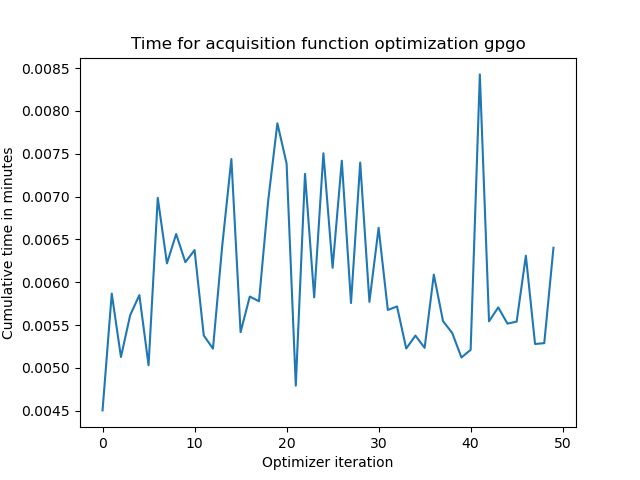 Time for acquisition function optimization gpgo
Cumulative time in minutes
0.0085
0.0080
0.0075
0.0070
0.0065
0.0060
0.0055
0.0050
0.0045
0 10 20 30 40 50
Optimizer iteration